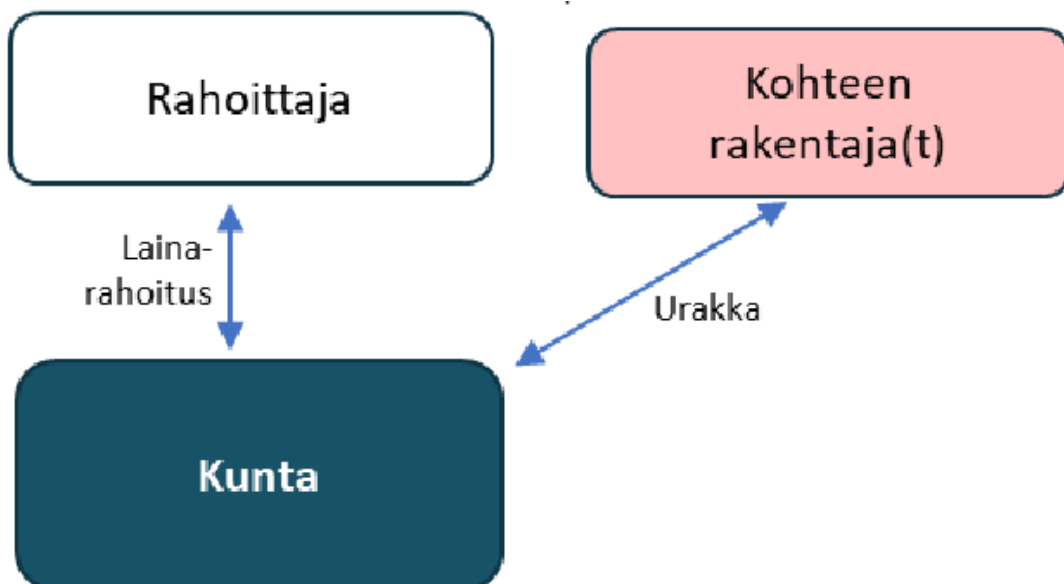 Rahoittaja
Kohteen
rakentaja(t)
Laina-
rahoitus
Urakka
Kunta